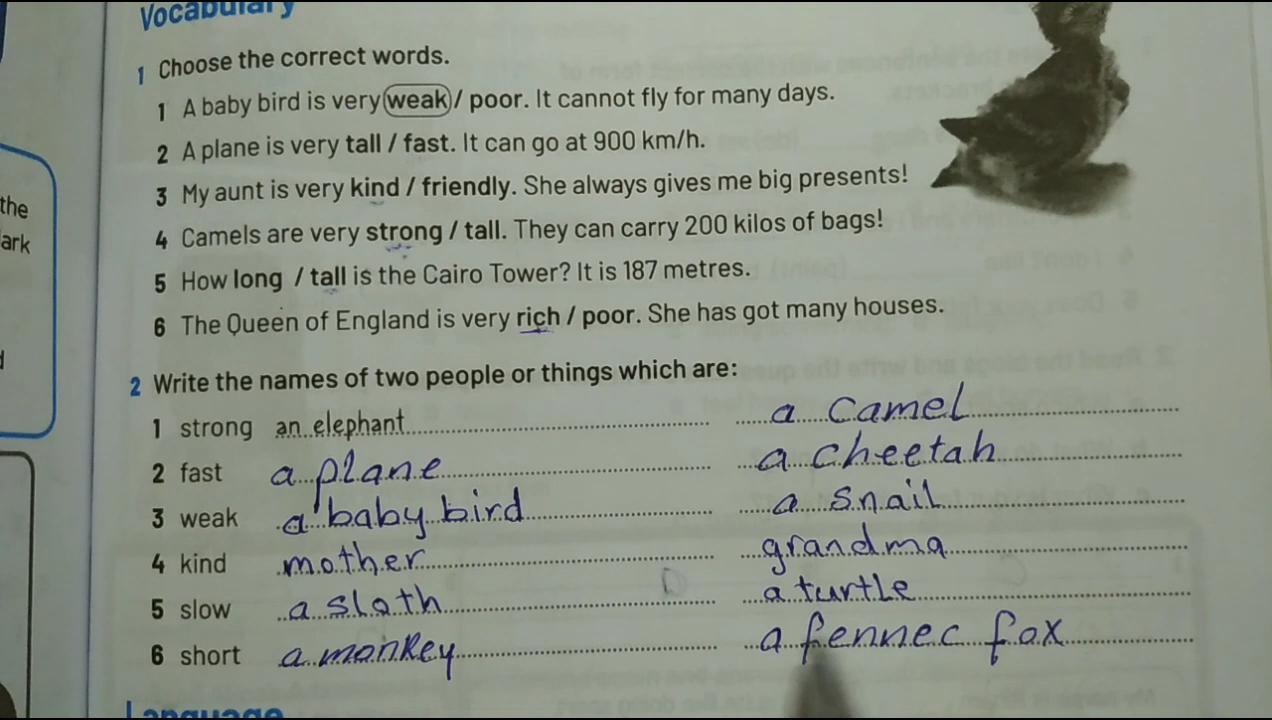 Vocabulary
1 Choose the correct words.
1 A baby bird is very weak / poor. It cannot fly for many days.
2 A plane is very tall / fast. It can go at 900 km/h.
3 My aunt is very kind / friendly. She always gives me big presents!
4 Camels are very strong / tall. They can carry 200 kilos of bags!
5 How long / tall is the Cairo Tower? It is 187 metres.
6 The Queen of England is very rich / poor. She has got many houses.
2 Write the names of two people or things which are:
1 strong an elephant a camel
2 fast a plane a cheetah
3 weak a baby bird a snail
4 kind mother grandma
5 slow a sloth a turtle
6 short a monkey a fennec fox
Language
the
ark